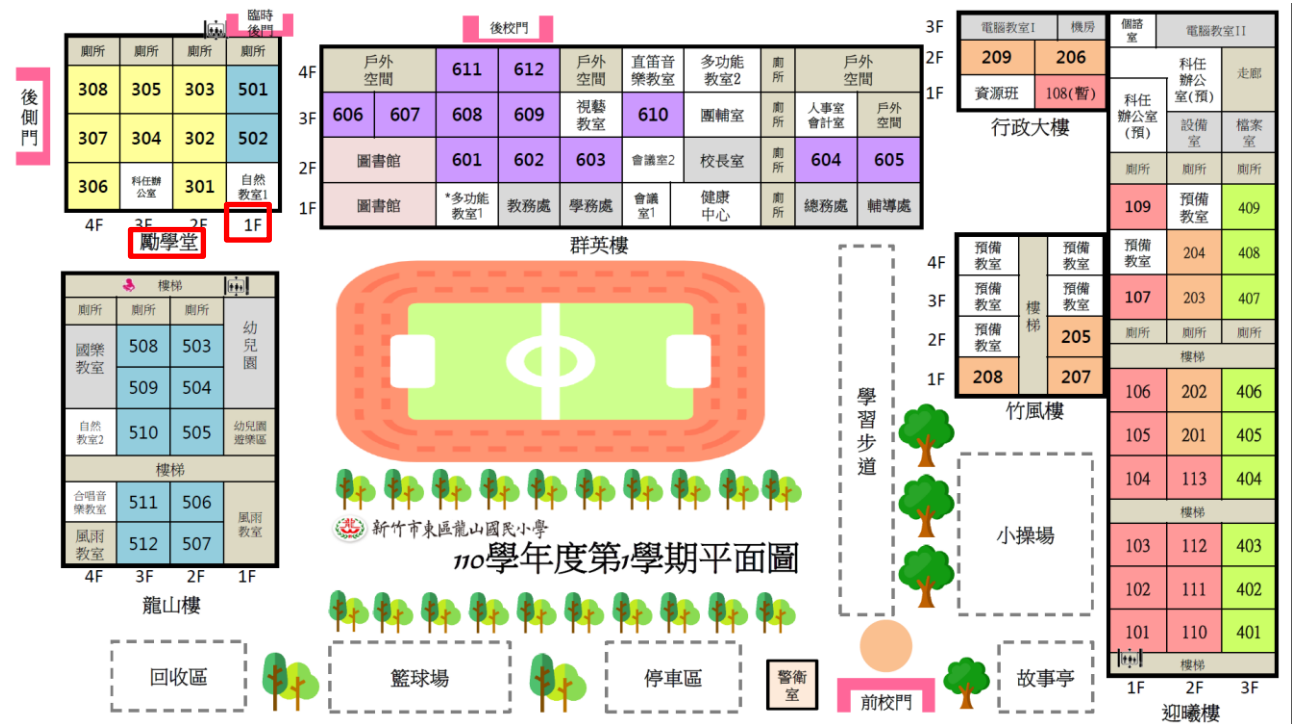 臨時
後門
後側門
廁所 廁所 廁所 廁所
308 305 303 501
307 304 302 502
306 科任辦
公室 301 自然
教室1
4F 3F 2F 1F
勵學堂
後校門
4F 戶外
空間 611 612 戶外
空間 直笛音
樂教室 多功能
教室2 廁所 戶外
空間
3F 606 607 608 609 視藝
教室 610 團輔室 廁所 人事室
會計室 戶外
空間
2F 圖書館 601 602 603 會議室2 校長室 廁所 604 605
1F 圖書館 *多功能
教室1 教務處 學務處 會議
室1 健康
中心 廁所 總務處 輔導處
群英樓
3F 電腦教室I 機房
2F 209 206
1F 資源班 108(暫)
行政大樓
樓梯
廁所 廁所 廁所 幼兒園
國樂
教室 508 503
509 504
自然
教室2 510 505 幼兒園
遊樂區
樓梯
合唱音
樂教室 511 506 風雨
教室
風雨
教室 512 507
4F 3F 2F 1F
龍山樓
4F 預備
教室 樓梯 預備
教室
3F 預備
教室 預備
教室
2F 預備
教室 205
1F 208 207
竹風樓
個諮
室 電腦教室II
科任
辦公室
(預) 科任
辦公
室(預) 走廊
設備
室 檔案
室
廁所 廁所
109 預備
教室 409
預備
教室 204 408
107 203 407
廁所 廁所 廁所
樓梯
106 202 406
105 201 405
104 113 404
樓梯
103 112 403
102 111 402
101 110 401
樓梯
1F 2F 3F
迎曦樓
學習步道
小操場
新竹市東區龍山國民小學
110學年度第1學期平面圖
回收區
籃球場
停車區
警衛
室
前校門
故事亭